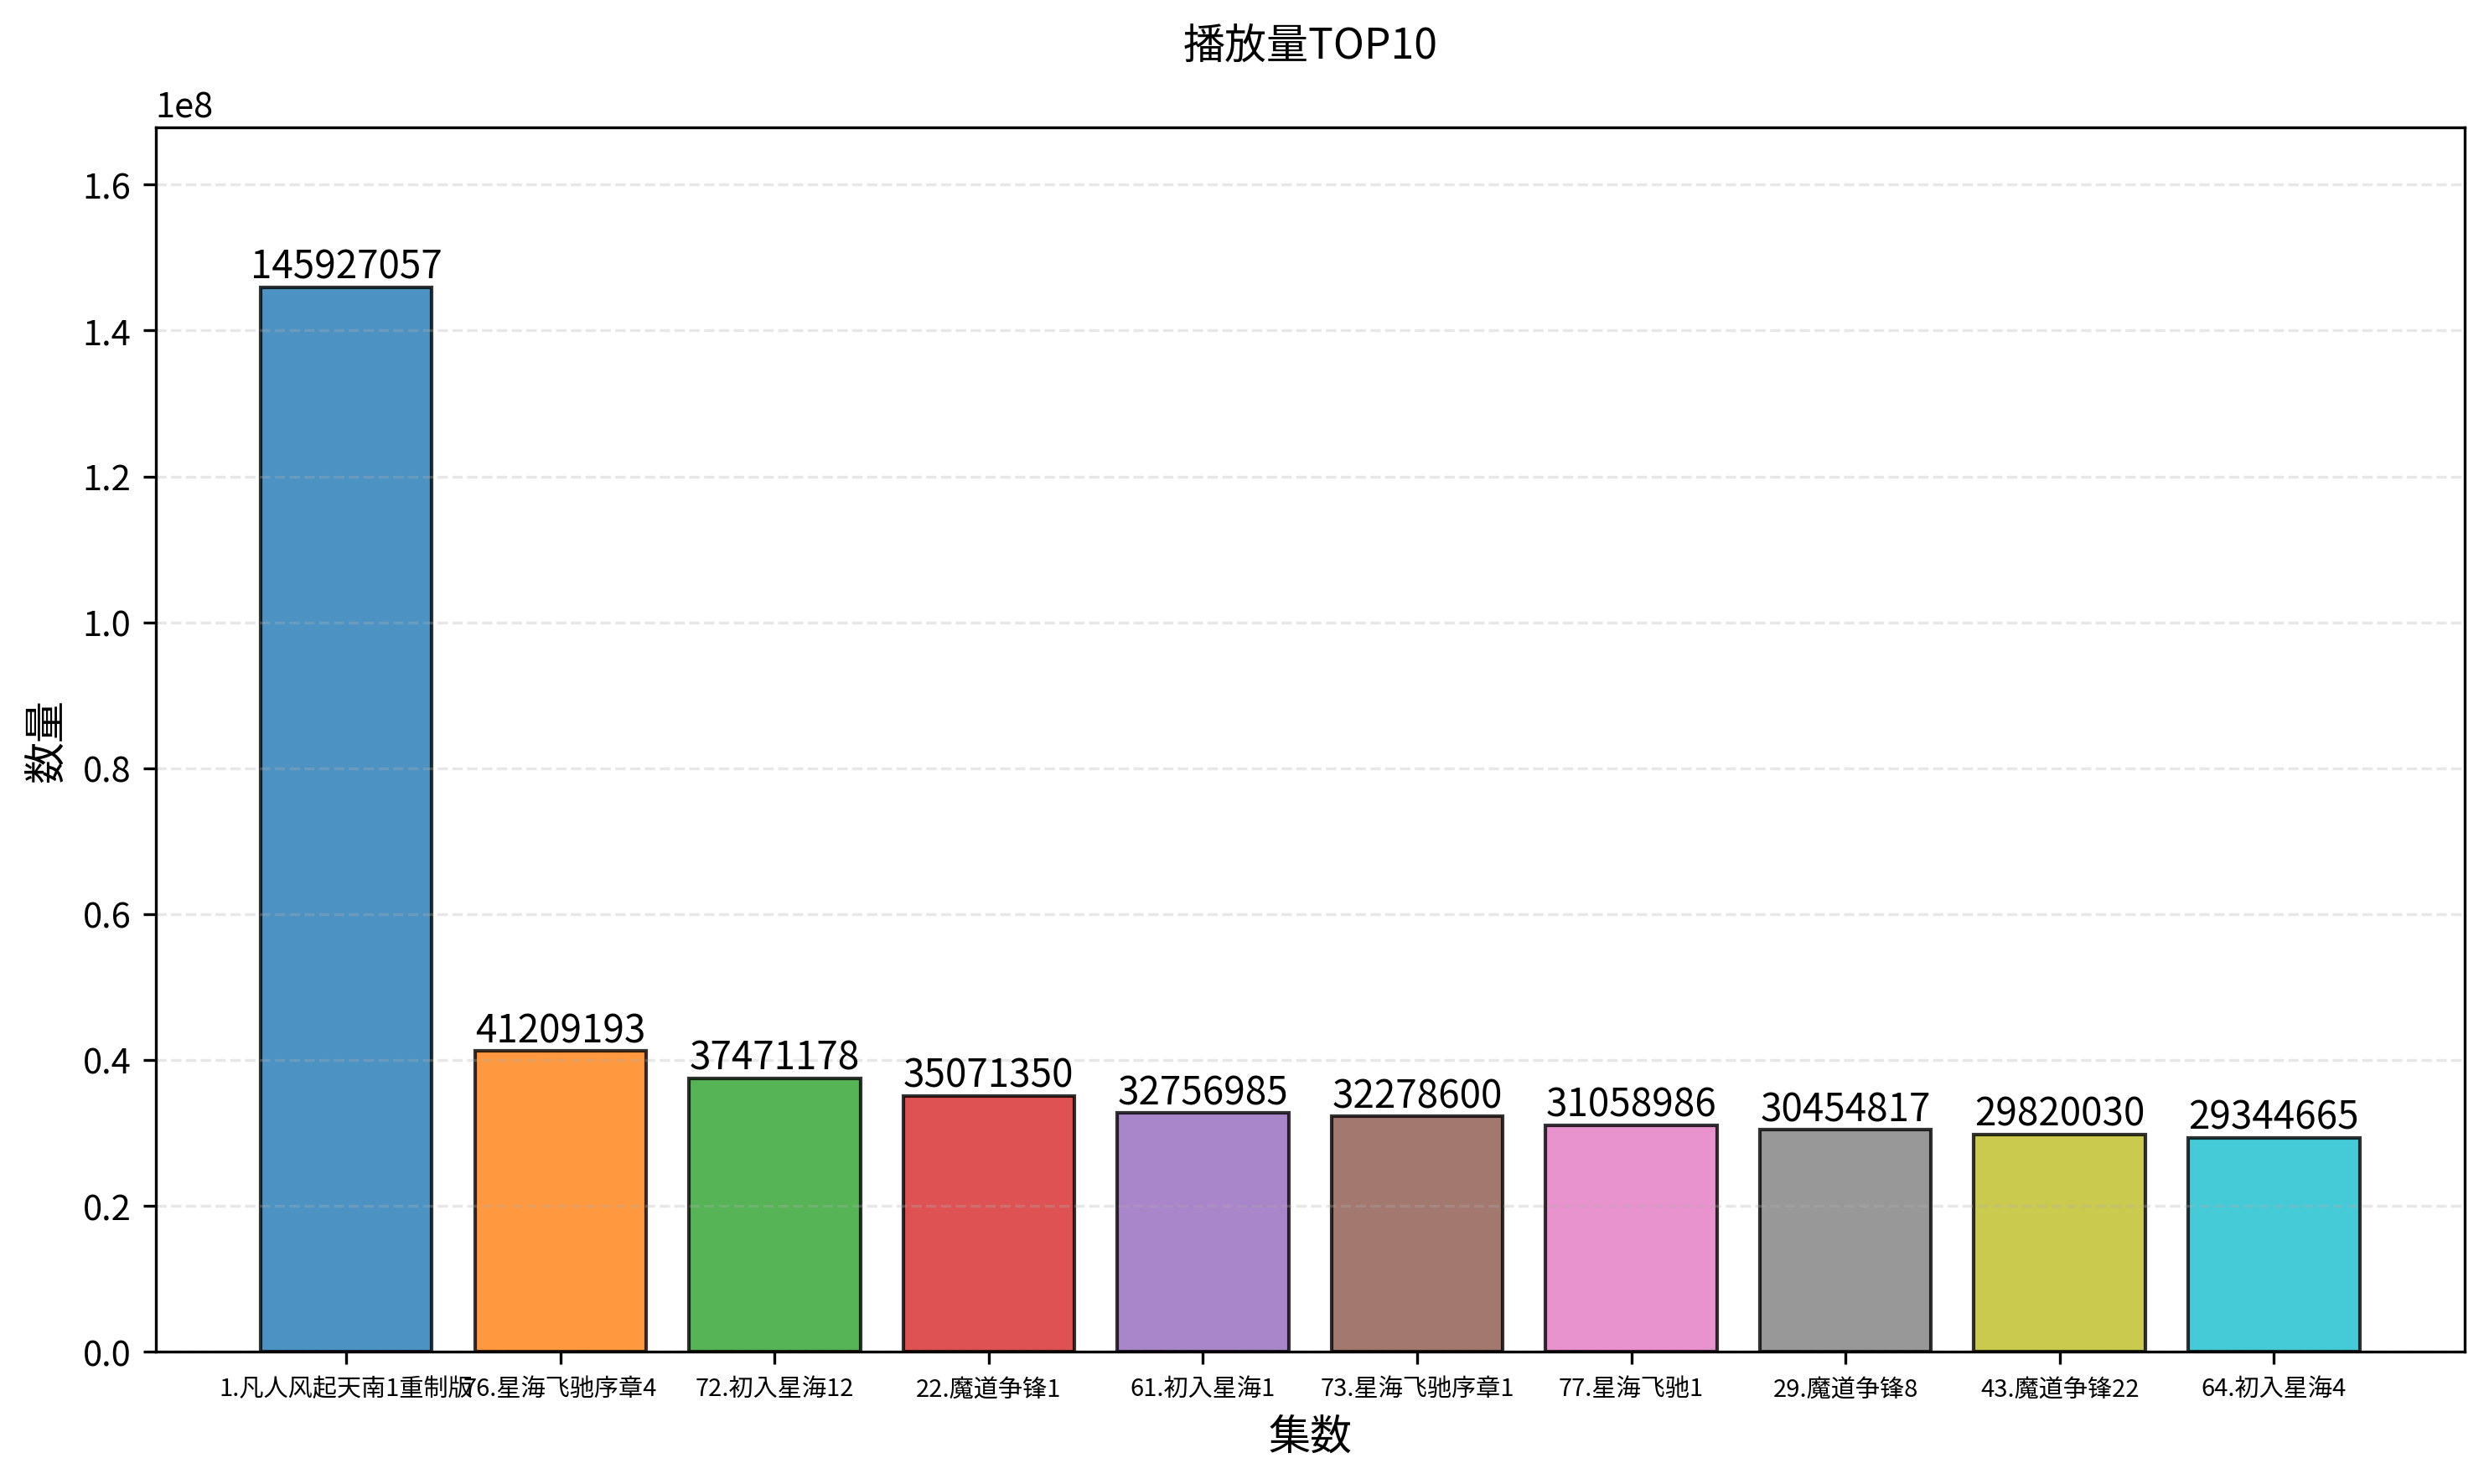 播放量TOP10
1e8
1.6
1.4
1.2
1.0
0.8
0.6
0.4
0.2
0.0
数量
145927057
41209193
37471178
35071350
32756985
32278600
31058986
30454817
29820030
29344665
1.凡人风起天南1重制版
76.星海飞驰序章4
72.初入星海12
22.魔道争锋1
61.初入星海1
73.星海飞驰序章1
77.星海飞驰1
29.魔道争锋8
43.魔道争锋22
64.初入星海4
集数